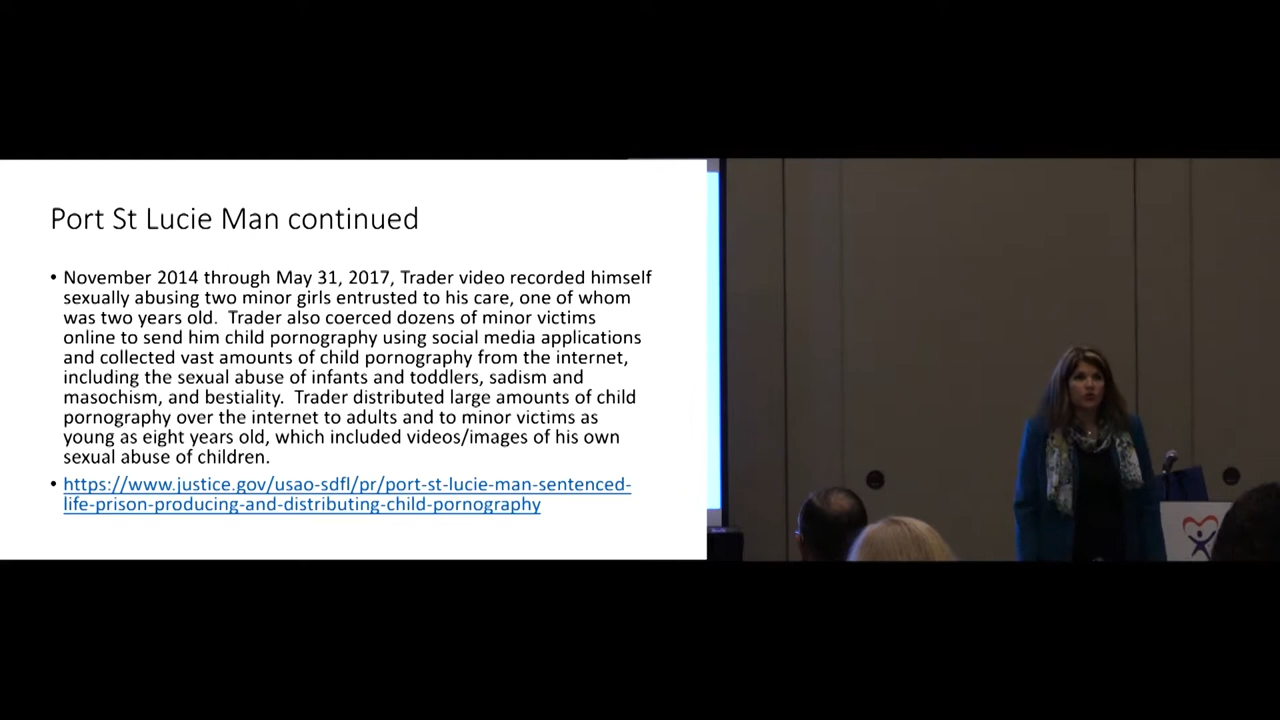 Port St Lucie Man continued
• November 2014 through May 31, 2017, Trader video recorded himself
sexually abusing two minor girls entrusted to his care, one of whom
was two years old.  Trader also coerced dozens of minor victims
online to send him child pornography using social media applications
and collected vast amounts of child pornography from the internet,
including the sexual abuse of infants and toddlers, sadism and
masochism, and bestiality.  Trader distributed large amounts of child
pornography over the internet to adults and to minor victims as
young as eight years old, which included videos/images of his own
sexual abuse of children.
• https://www.justice.gov/usao-sdfl/pr/port-st-lucie-man-sentenced-
life-prison-producing-and-distributing-child-pornography